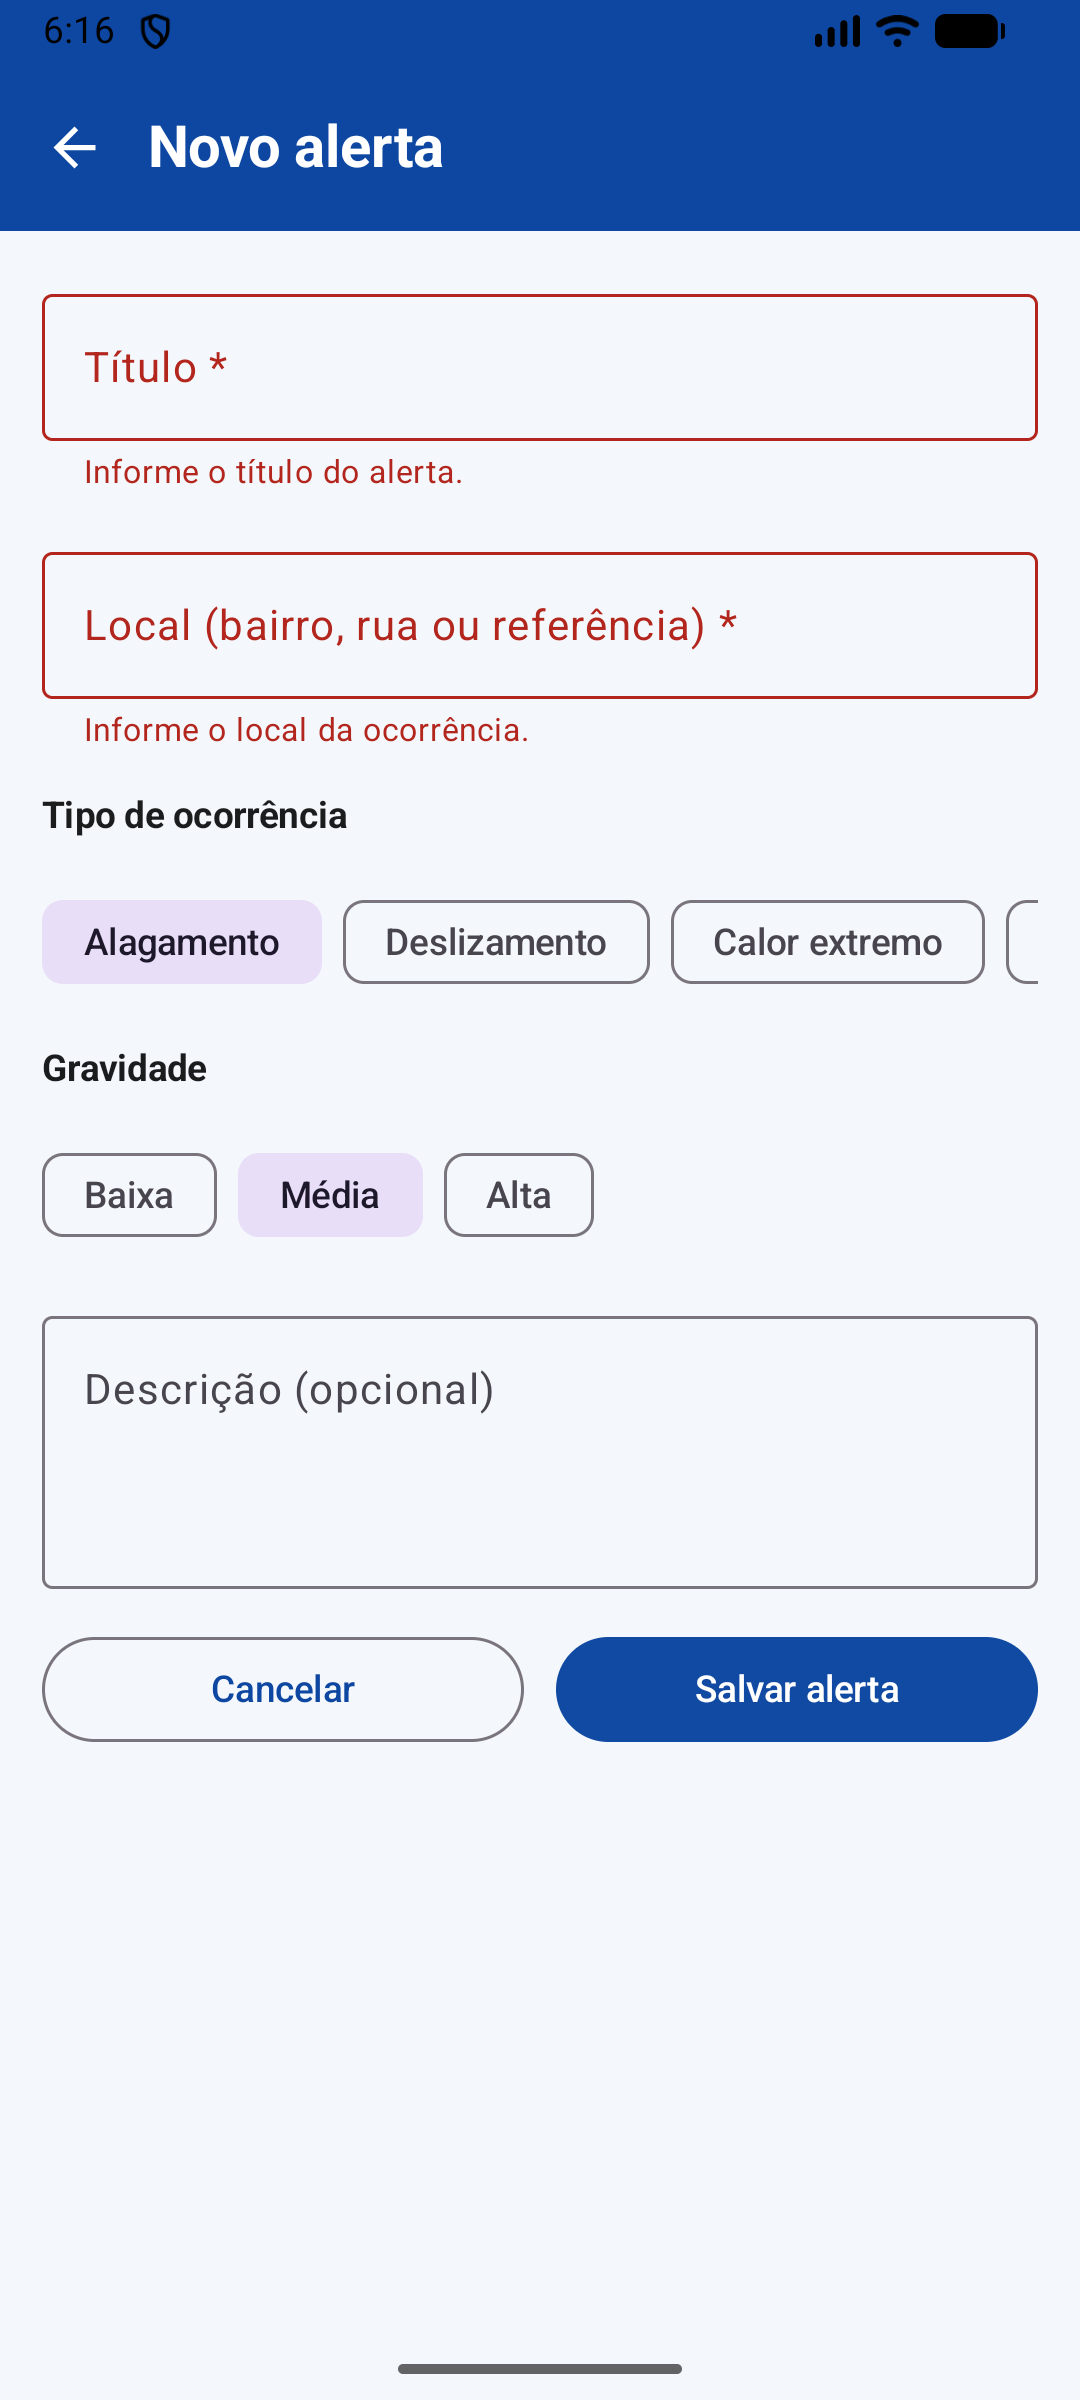 6:16
Novo alerta
Título *
Informe o título do alerta.
Local (bairro, rua ou referência) *
Informe o local da ocorrência.
Tipo de ocorrência
Alagamento Deslizamento Calor extremo
Gravidade
Baixa Média Alta
Descrição (opcional)
Cancelar Salvar alerta